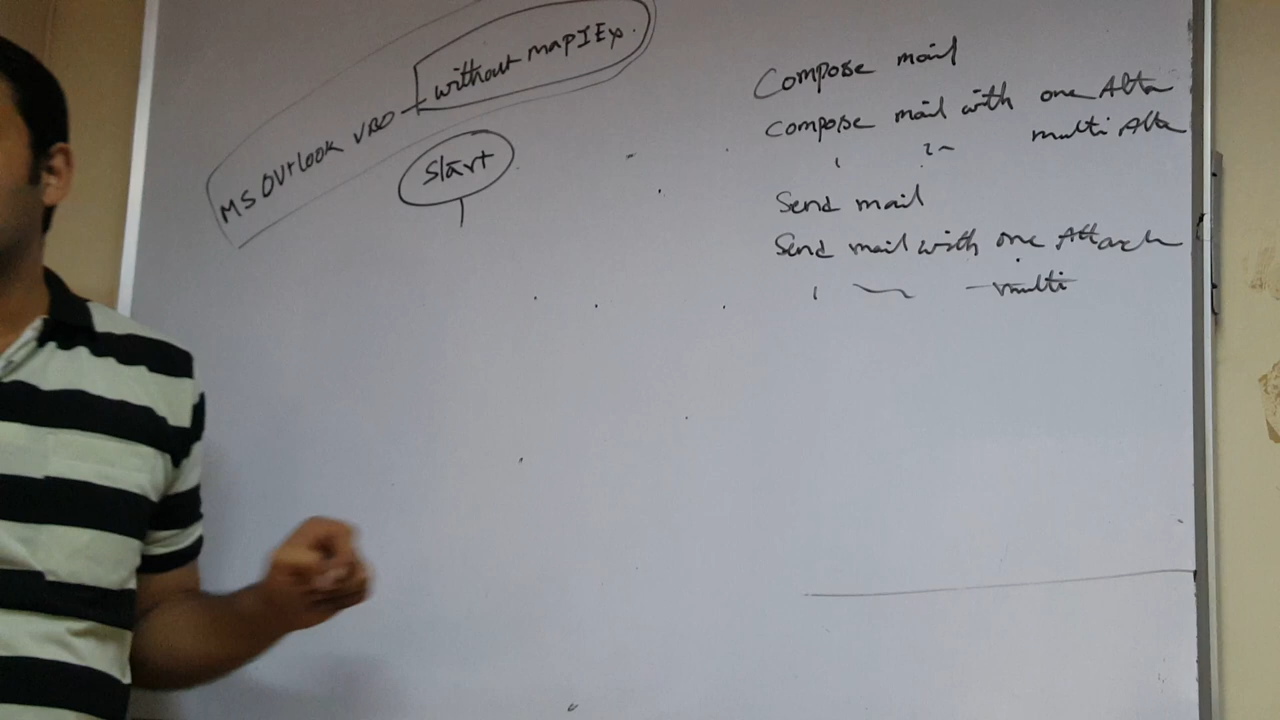 MS Outlook VBO - without MAPIEx.
Start
Compose mail
Compose mail with one Atta
multi Atta
Send mail
Send mail with one Attach
multi